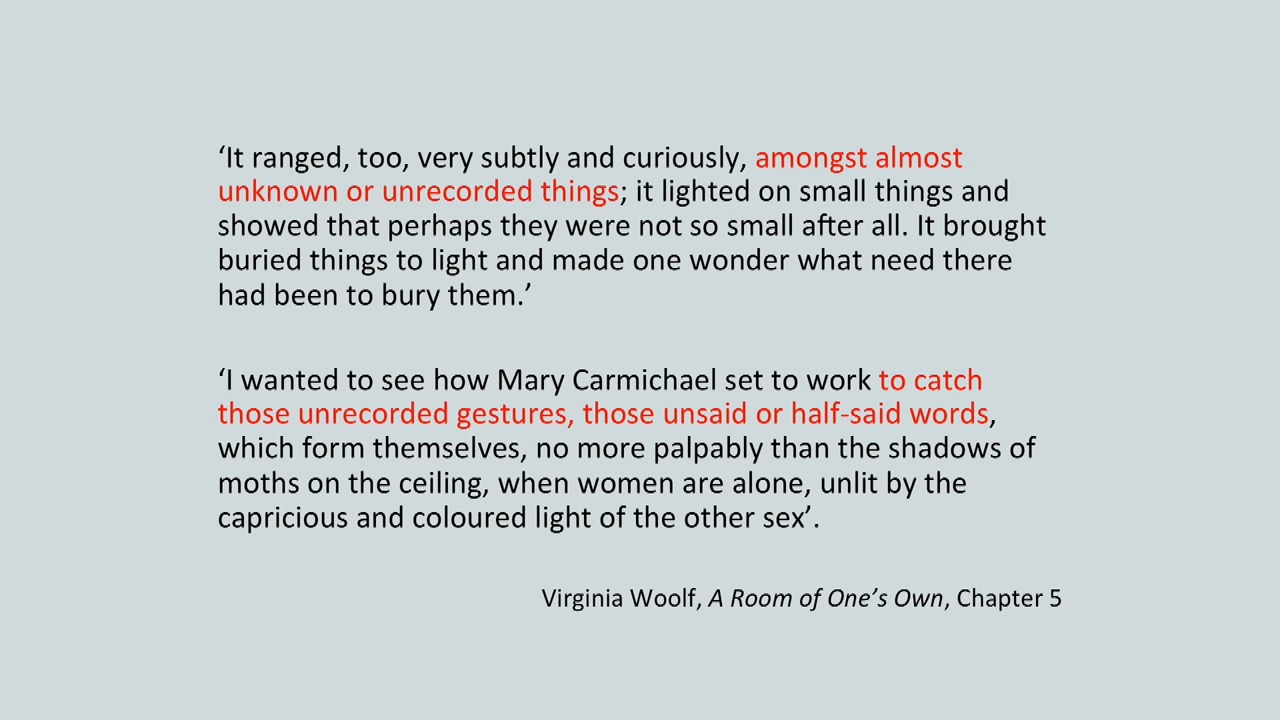 ‘It ranged, too, very subtly and curiously, amongst almost
unknown or unrecorded things; it lighted on small things and
showed that perhaps they were not so small after all. It brought
buried things to light and made one wonder what need there
had been to bury them.’
‘I wanted to see how Mary Carmichael set to work to catch
those unrecorded gestures, those unsaid or half-said words,
which form themselves, no more palpably than the shadows of
moths on the ceiling, when women are alone, unlit by the
capricious and coloured light of the other sex’.
Virginia Woolf, A Room of One’s Own, Chapter 5